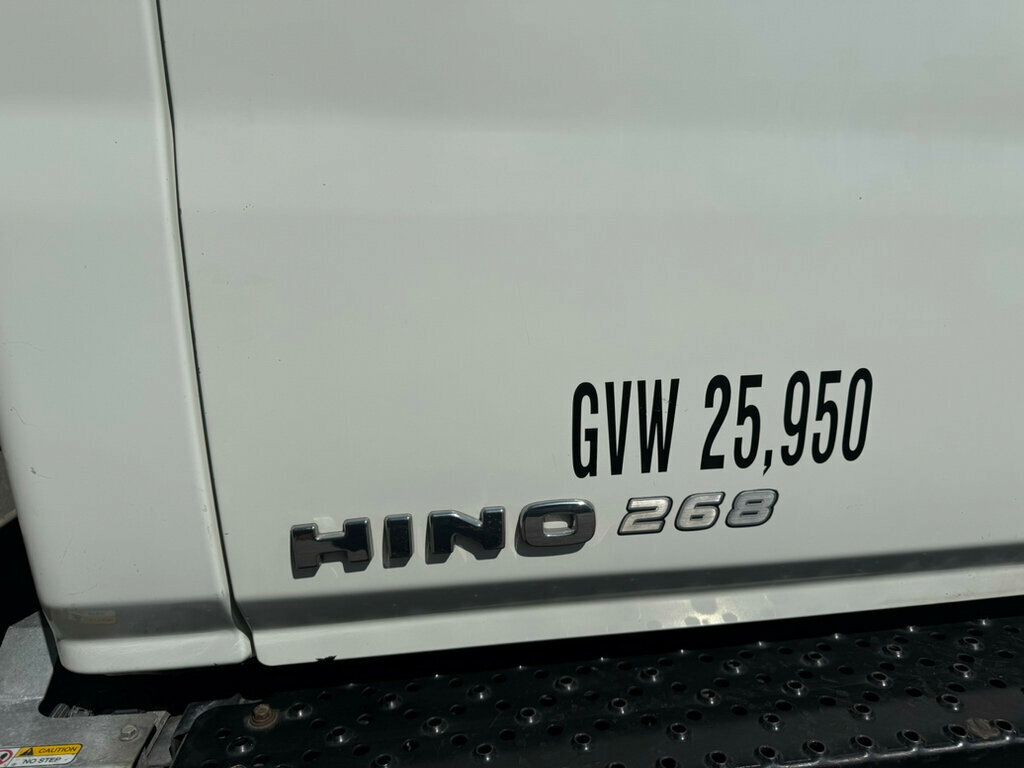 GVW 25,950
HINO 268
CAUTION
NO STEP